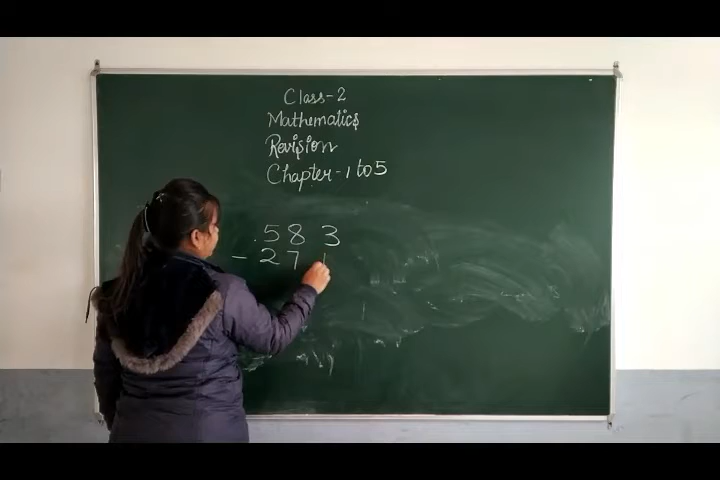 Class-2
Mathematics
Revision
Chapter-1 to 5
583
- 271